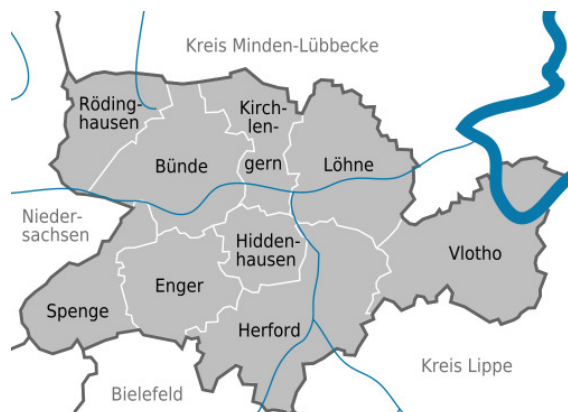 Kreis Minden-Lübbecke
Röding-
hausen
Kirch-
len-
gern
Bünde
Löhne
Nieder-
sachsen
Hidden-
hausen
Vlotho
Enger
Spenge
Herford
Kreis Lippe
Bielefeld